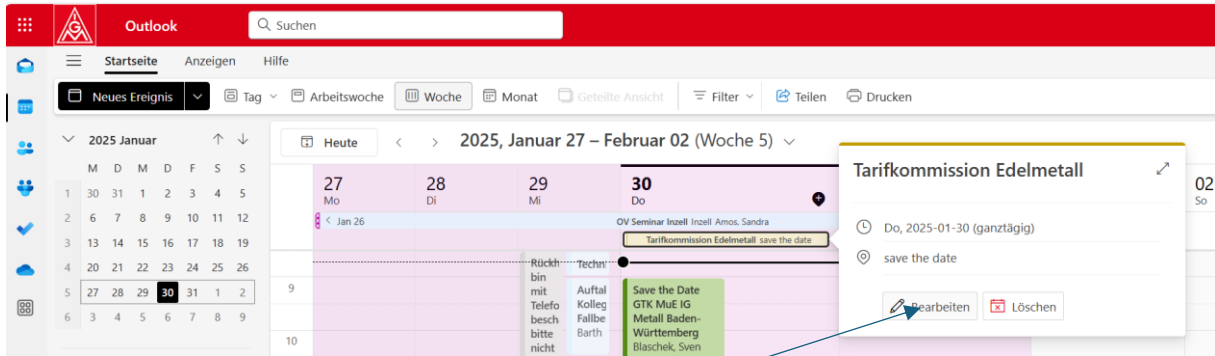 IG
Outlook
Suchen
Startseite Anzeigen Hilfe
Neues Ereignis Tag Arbeitswoche Woche Monat Geteilte Ansicht Filter Teilen Drucken
2025 Januar
M D M D F S S
1 30 31 1 2 3 4 5
2 6 7 8 9 10 11 12
3 13 14 15 16 17 18 19
4 20 21 22 23 24 25 26
5 27 28 29 30 31 1 2
6 3 4 5 6 7 8 9
Heute 2025, Januar 27 – Februar 02 (Woche 5)
27 28 29 30 02
Mo Di Mi Do So
Jan 26 OV Seminar Inzell Inzell Amos, Sandra
Tarifkommission Edelmetall save the date
9
10
Rückh
bin
mit
Telefo
besch
bitte
nicht
Techn
Auftal
Kolleg
Fallbe
Barth
Save the Date
GTK MuE IG
Metall Baden-
Württemberg
Blaschek, Sven
Tarifkommission Edelmetall
Do, 2025-01-30 (ganztägig)
save the date
Bearbeiten Löschen